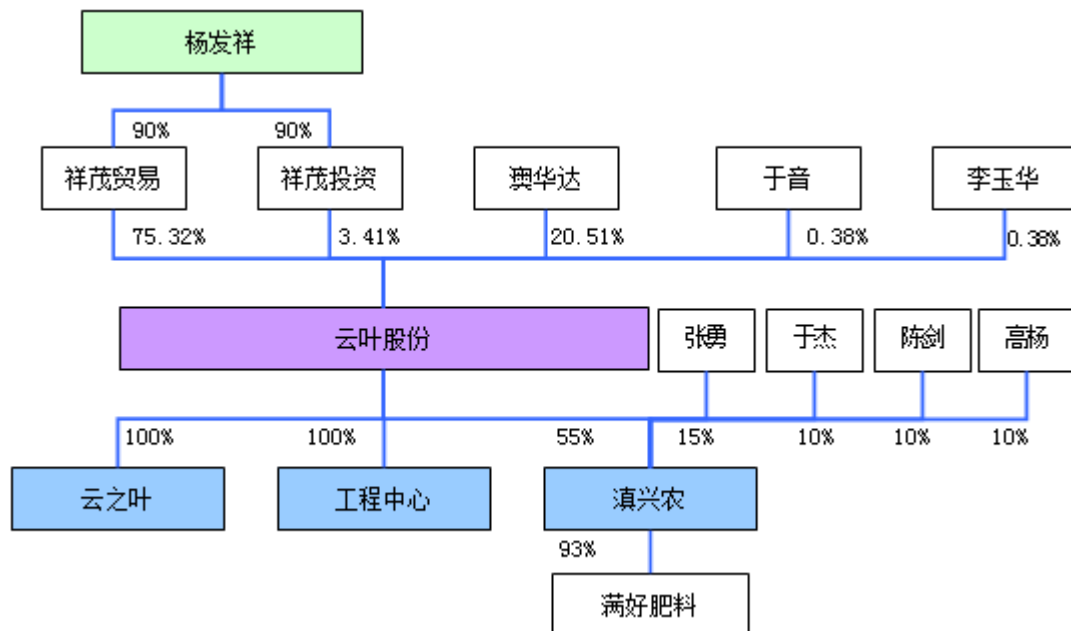 杨发祥
90%
90%
祥茂贸易
祥茂投资
澳华达
于音
李玉华
75.32%
3.41%
20.51%
0.38%
0.38%
云叶股份
张勇
于杰
陈剑
高杨
100%
100%
55%
15%
10%
10%
10%
云之叶
工程中心
滇兴农
93%
满好肥料